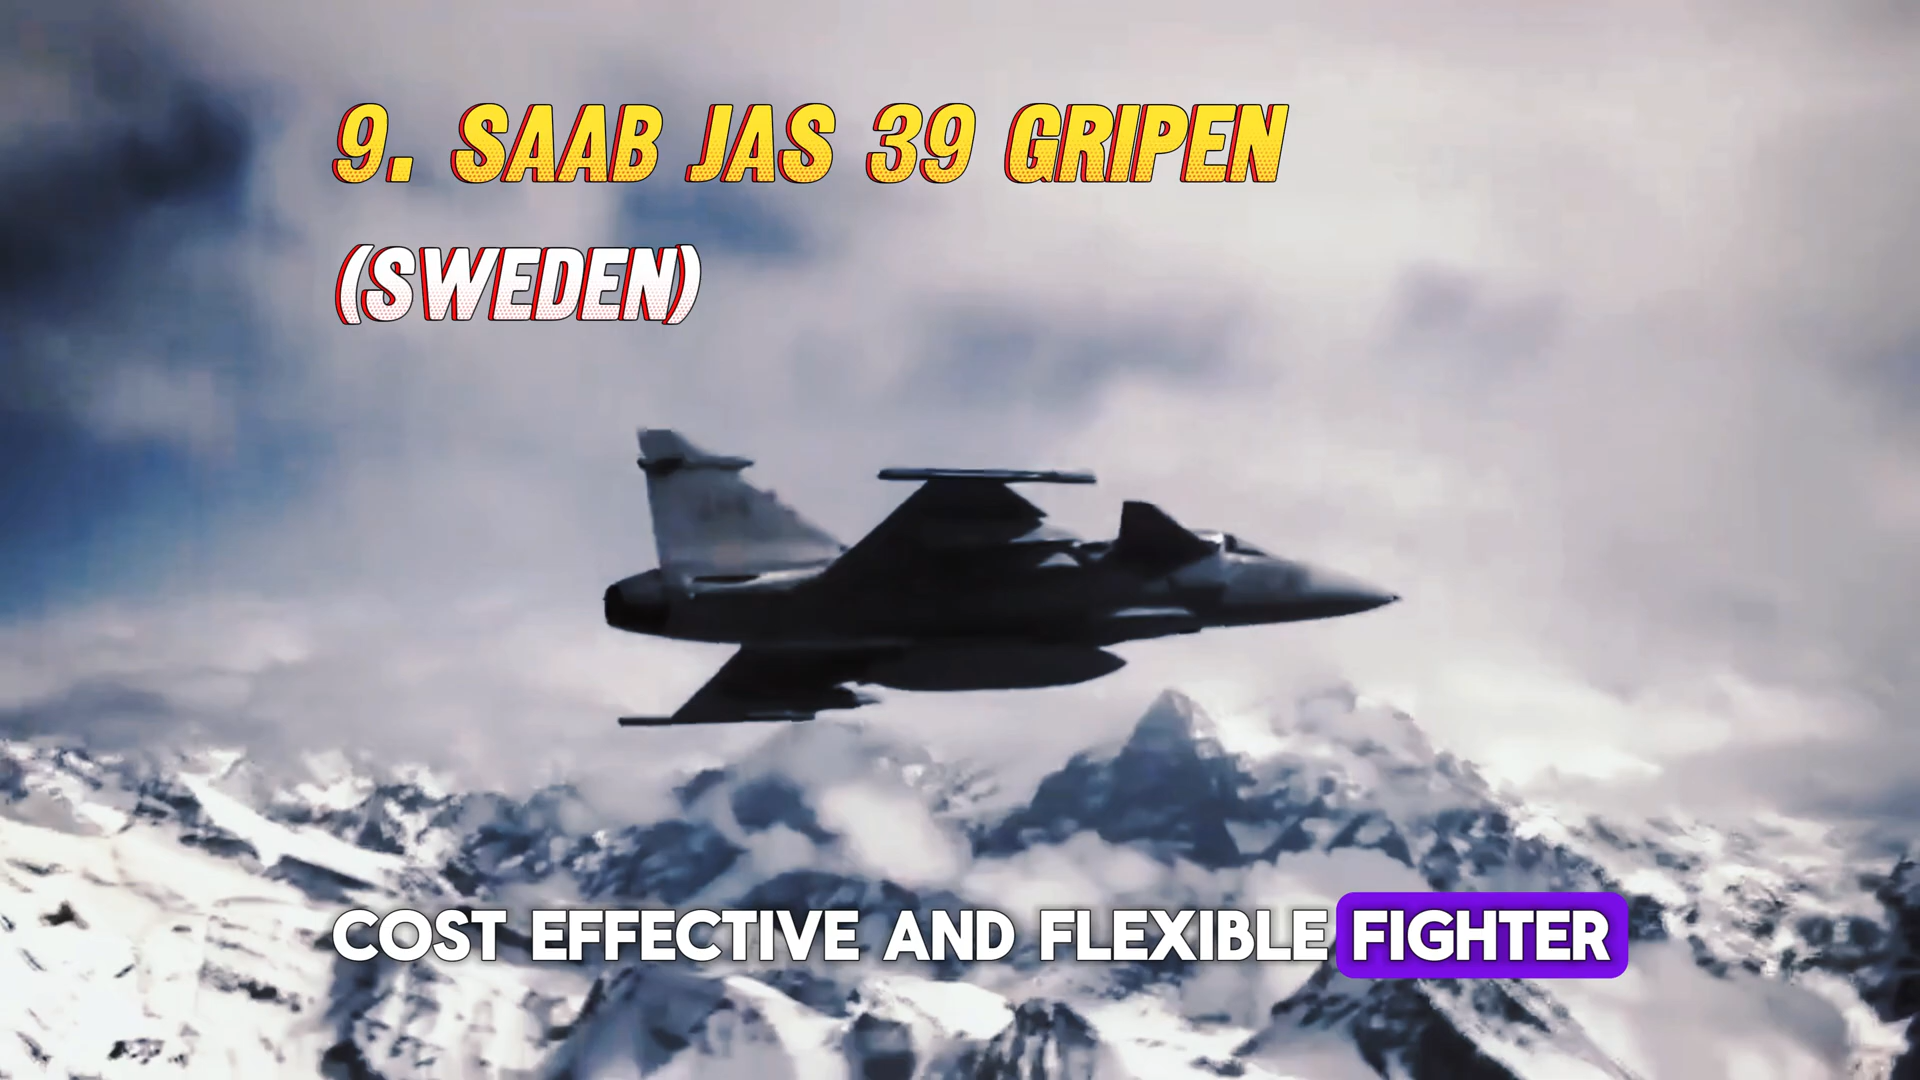 9. SAAB JAS 39 GRIPEN
(SWEDEN)
COST EFFECTIVE AND FLEXIBLE FIGHTER